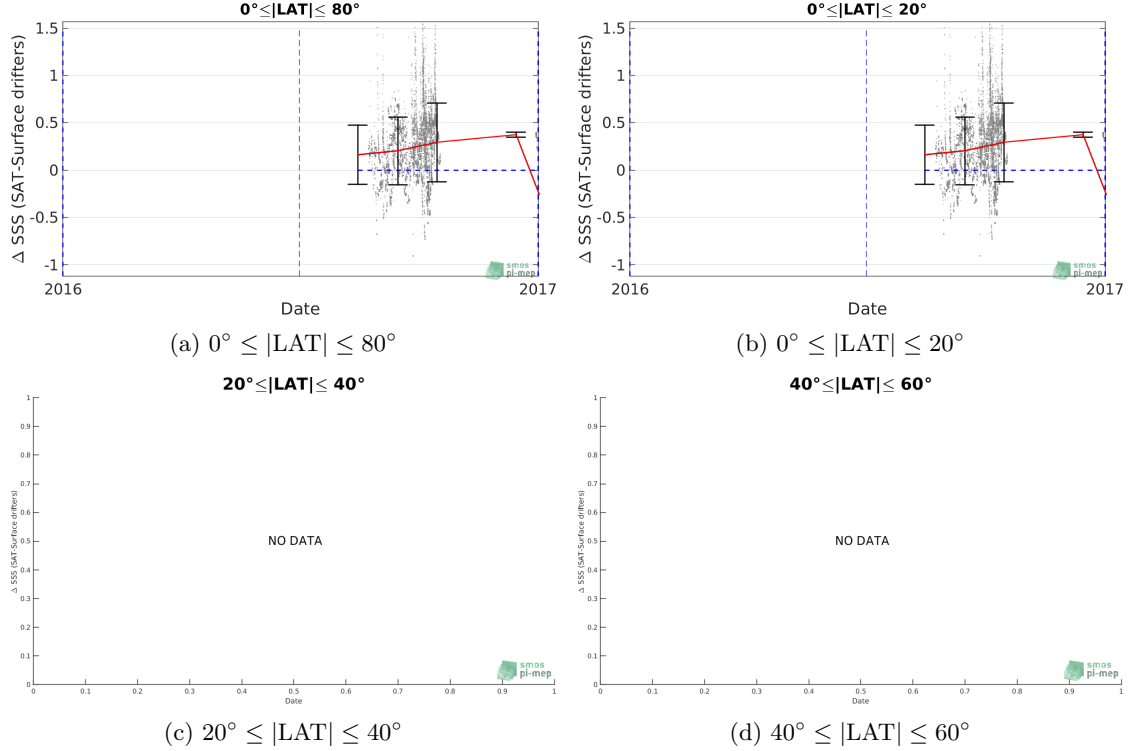 0°≤|LAT|≤ 80°
Δ SSS (SAT-Surface drifters)
1.5
1
0.5
0
-0.5
-1
2016
2017
Date
smos
pi-mep
(a) 0° ≤ |LAT| ≤ 80°
0°≤|LAT|≤ 20°
Δ SSS (SAT-Surface drifters)
1.5
1
0.5
0
-0.5
-1
2016
2017
Date
smos
pi-mep
(b) 0° ≤ |LAT| ≤ 20°
20°≤|LAT|≤ 40°
Δ SSS (SAT-Surface drifters)
1
0.9
0.8
0.7
0.6
0.5
0.4
0.3
0.2
0.1
0
NO DATA
smos
pi-mep
0 0.1 0.2 0.3 0.4 0.5 0.6 0.7 0.8 0.9 1
Date
(c) 20° ≤ |LAT| ≤ 40°
40°≤|LAT|≤ 60°
Δ SSS (SAT-Surface drifters)
1
0.9
0.8
0.7
0.6
0.5
0.4
0.3
0.2
0.1
0
NO DATA
smos
pi-mep
0 0.1 0.2 0.3 0.4 0.5 0.6 0.7 0.8 0.9 1
Date
(d) 40° ≤ |LAT| ≤ 60°